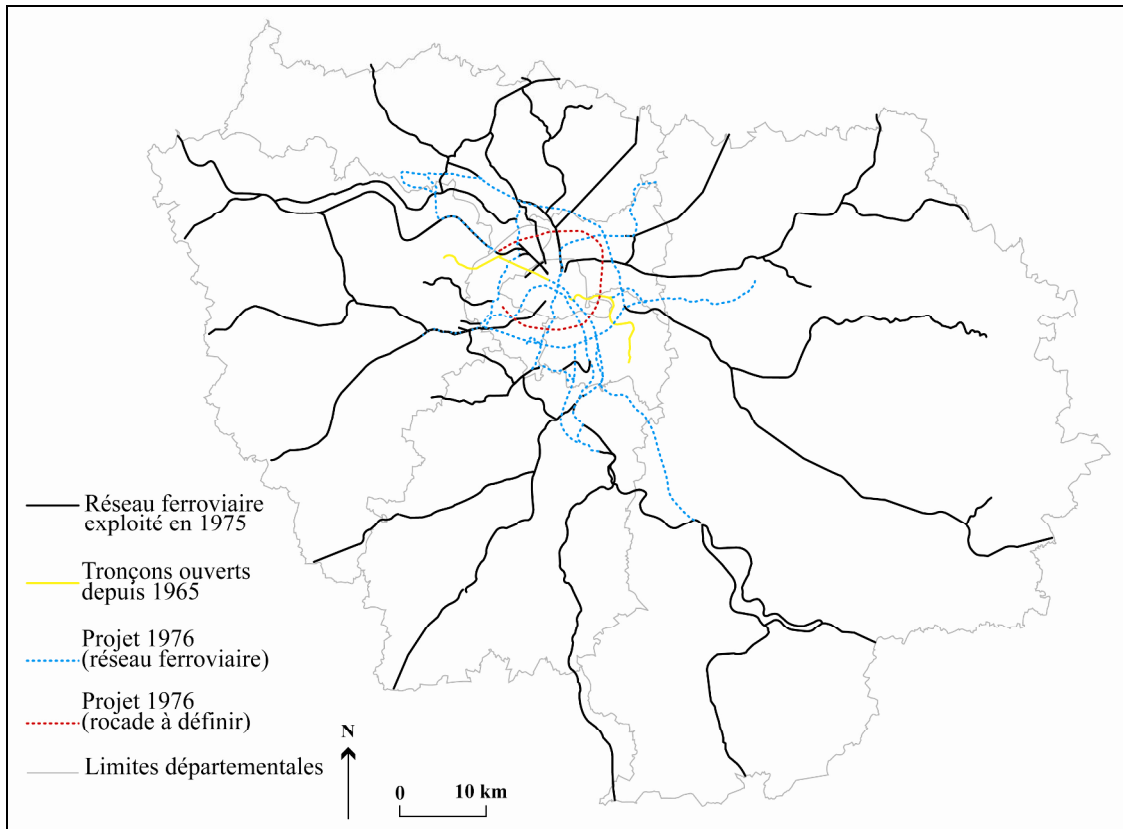 Réseau ferroviaire
exploité en 1975
Tronçons ouverts
depuis 1965
Projet 1976
(réseau ferroviaire)
Projet 1976
(rocade à définir)
Limites départementales
N
0 10 km